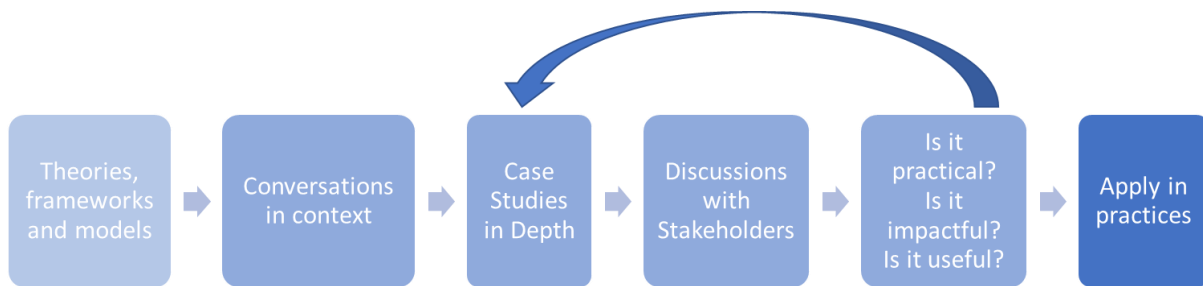 Theories,
frameworks
and models
Conversations
in context
Case
Studies
in Depth
Discussions
with
Stakeholders
Is it
practical?
Is it
impactful?
Is it useful?
Apply in
practices